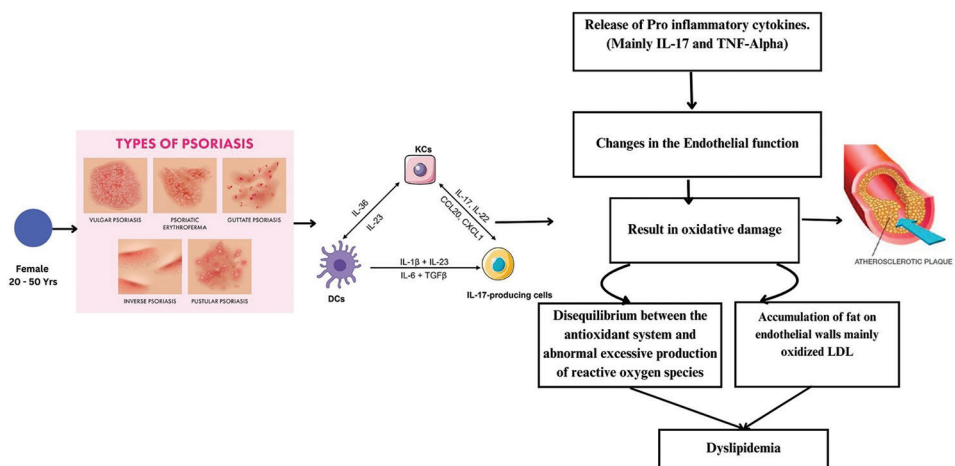 Female
20 - 50 Yrs
TYPES OF PSORIASIS
VULGAR PSORIASIS
PSORIATIC
ERYTHROFERMA
GUTTATE PSORIASIS
INVERSE PSORIASIS
PUSTULAR PSORIASIS
KCs
IL-36
IL-23
IL-17, IL-22
CCL20, CXCL1
IL-1β + IL-23
IL-6 + TGFβ
DCs
IL-17-producing cells
Release of Pro inflammatory cytokines.
(Mainly IL-17 and TNF-Alpha)
Changes in the Endothelial function
Result in oxidative damage
ATHEROSCLEROTIC PLAQUE
Disequilibrium between the
antioxidant system and
abnormal excessive production
of reactive oxygen species
Accumulation of fat on
endothelial walls mainly
oxidized LDL
Dyslipidemia